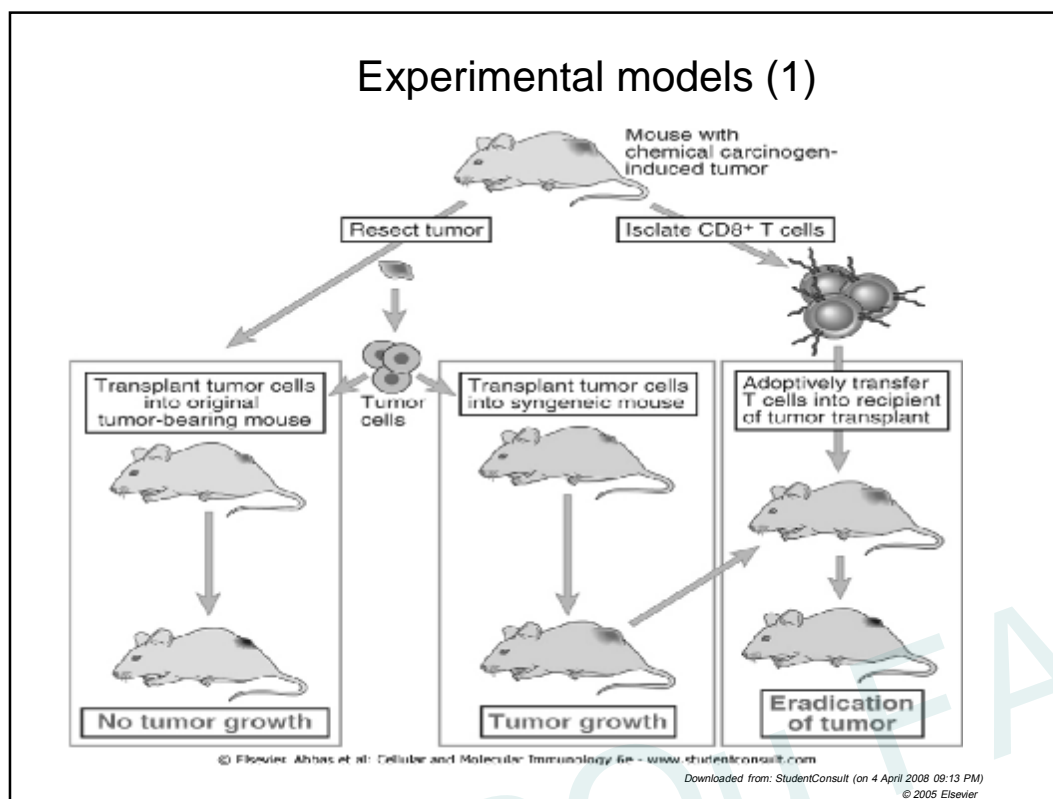 Experimental models (1)
Mouse with
chemical carcinogen-
induced tumor
Resect tumor
Isolate CD8+ T cells
Transplant tumor cells
into original
tumor-bearing mouse
Tumor
cells
Transplant tumor cells
into syngeneic mouse
Adoptively transfer
T cells into recipient
of tumor transplant
No tumor growth
Tumor growth
Eradication
of tumor
© Elsevier. Abbas et al: Cellular and Molecular Immunology 6e - www.studentconsult.com
Downloaded from: StudentConsult (on 4 April 2008 09:13 PM)
© 2005 Elsevier